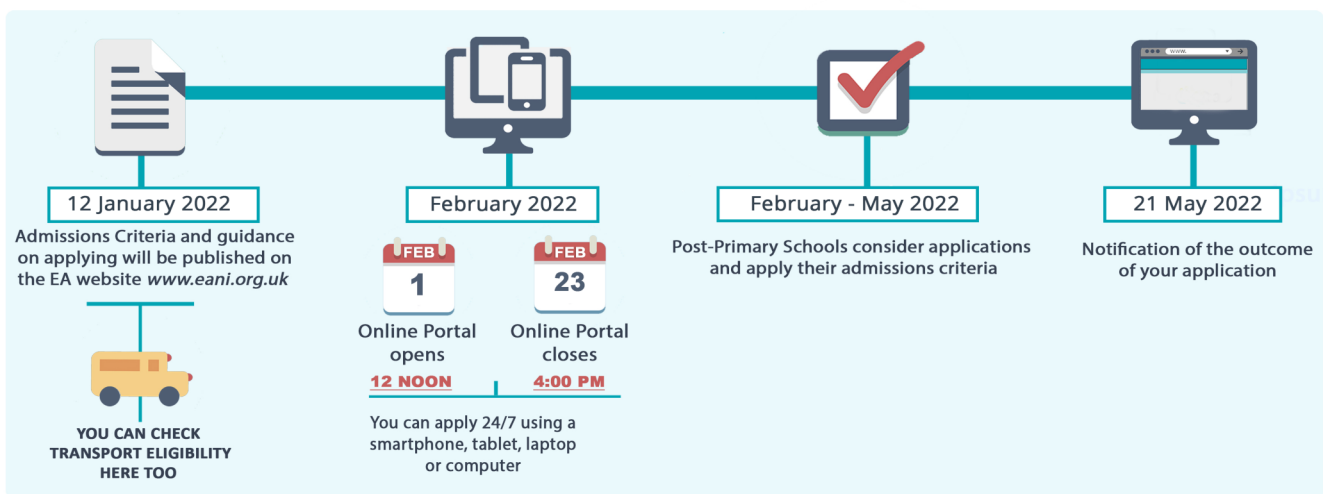 www.
12 January 2022
Admissions Criteria and guidance
on applying will be published on
the EA website www.eani.org.uk
YOU CAN CHECK
TRANSPORT ELIGIBILITY
HERE TOO
February 2022
FEB
1
Online Portal
opens
12 NOON
FEB
23
Online Portal
closes
4:00 PM
You can apply 24/7 using a
smartphone, tablet, laptop
or computer
February - May 2022
Post-Primary Schools consider applications
and apply their admissions criteria
21 May 2022
Notification of the outcome
of your application